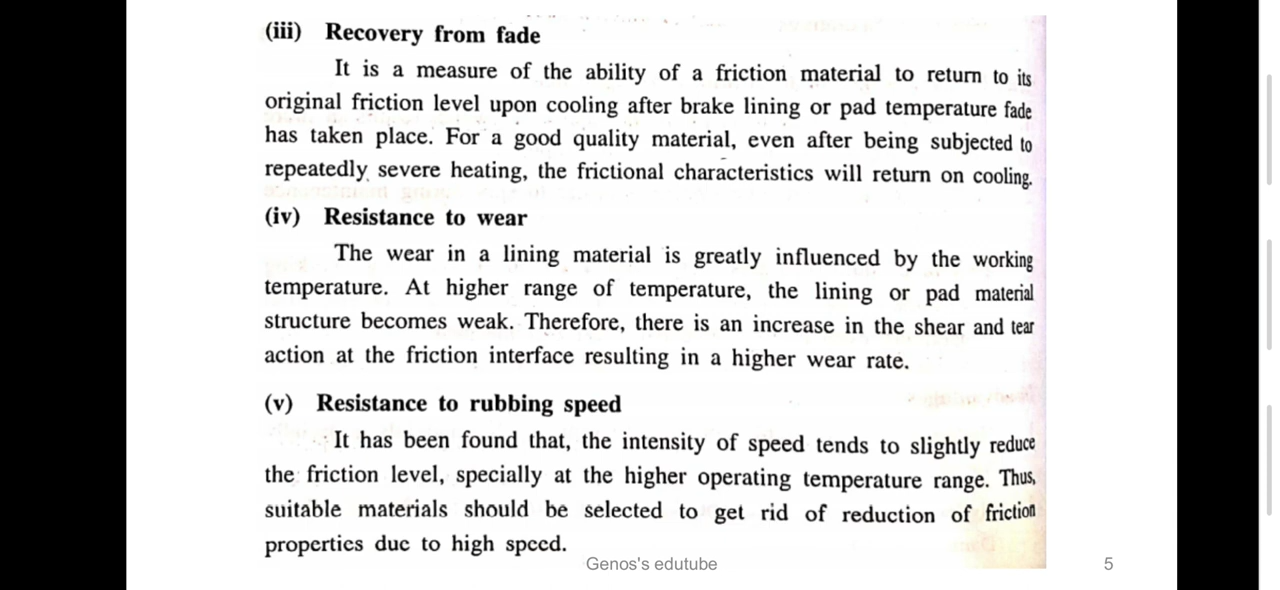 (iii) Recovery from fade
It is a measure of the ability of a friction material to return to its
original friction level upon cooling after brake lining or pad temperature fade
has taken place. For a good quality material, even after being subjected to
repeatedly severe heating, the frictional characteristics will return on cooling.
(iv) Resistance to wear
The wear in a lining material is greatly influenced by the working
temperature. At higher range of temperature, the lining or pad material
structure becomes weak. Therefore, there is an increase in the shear and tear
action at the friction interface resulting in a higher wear rate.
(v) Resistance to rubbing speed
It has been found that, the intensity of speed tends to slightly reduce
the friction level, specially at the higher operating temperature range. Thus,
suitable materials should be selected to get rid of reduction of friction
properties due to high speed.
Genos's edutube
5